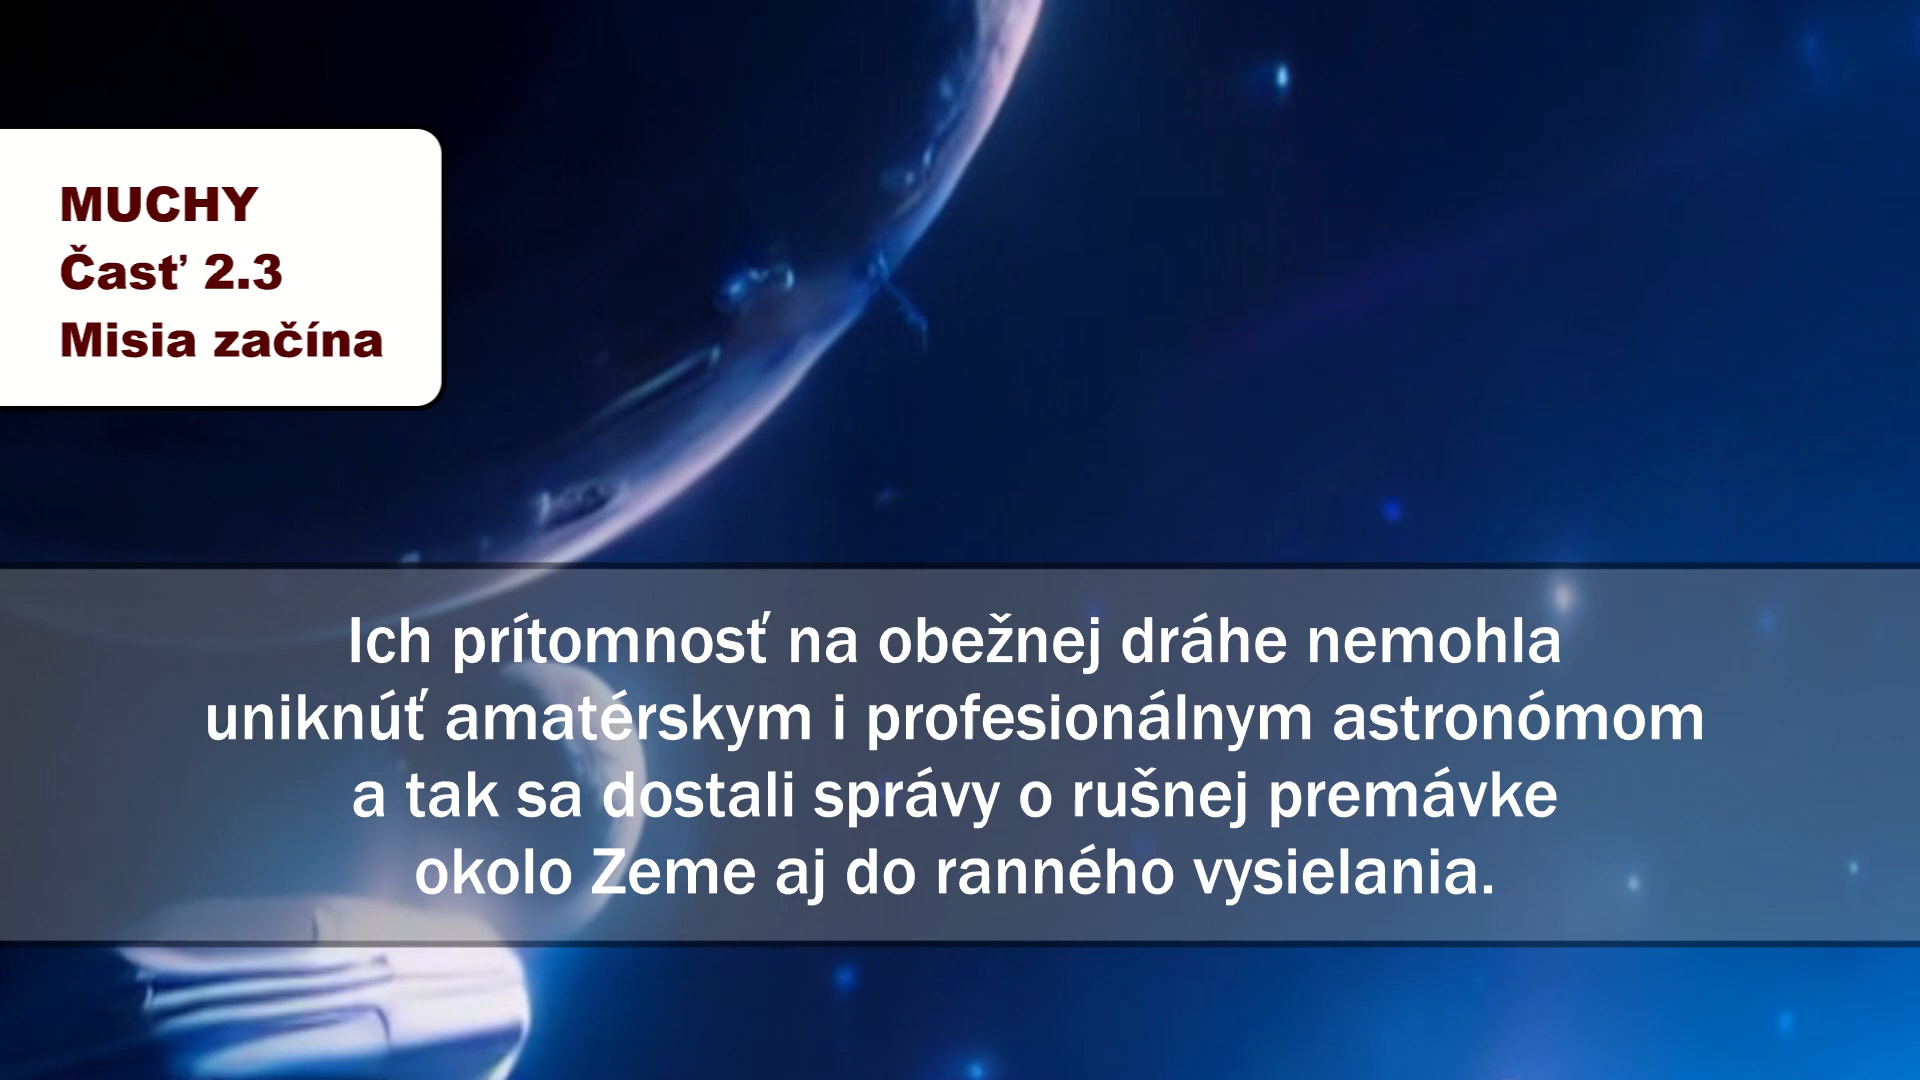 MUCHY
Časť 2.3
Misia začína
Ich prítomnosť na obežnej dráhe nemohla
uniknúť amatérskym i profesionálnym astronómom
a tak sa dostali správy o rušnej premávke
okolo Zeme aj do ranného vysielania.